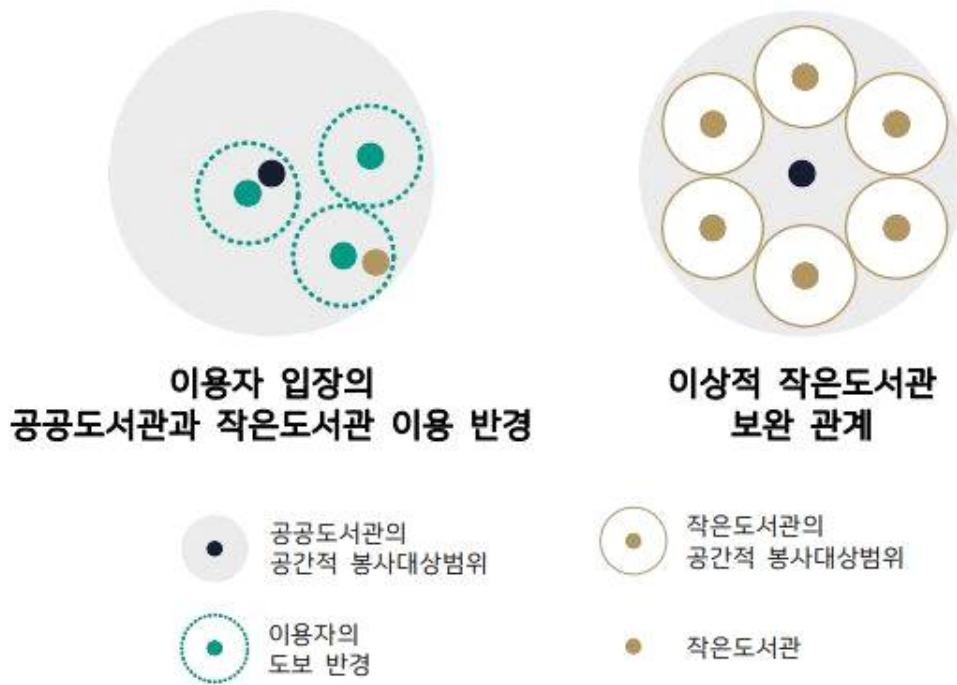 이용자 입장의
공공도서관과 작은도서관 이용 반경
이상적 작은도서관
보완 관계
공공도서관의
공간적 봉사대상범위
작은도서관의
공간적 봉사대상범위
이용자의
도보 반경
작은도서관